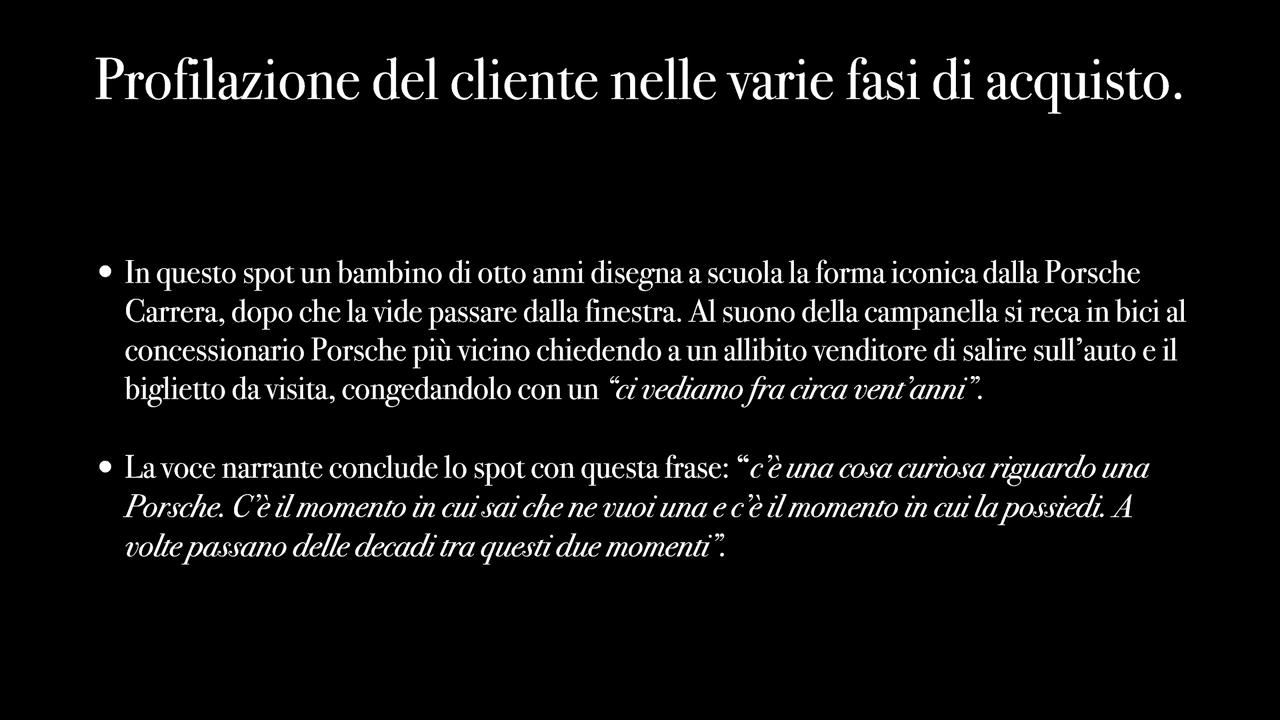 Profilazione del cliente nelle varie fasi di acquisto.
• In questo spot un bambino di otto anni disegna a scuola la forma iconica dalla Porsche
Carrera, dopo che la vide passare dalla finestra. Al suono della campanella si reca in bici al
concessionario Porsche più vicino chiedendo a un allibito venditore di salire sull’auto e il
biglietto da visita, congedandolo con un “ci vediamo fra circa vent’anni”.
• La voce narrante conclude lo spot con questa frase: “c’è una cosa curiosa riguardo una
Porsche. C’è il momento in cui sai che ne vuoi una e c’è il momento in cui la possiedi. A
volte passano delle decadi tra questi due momenti”.